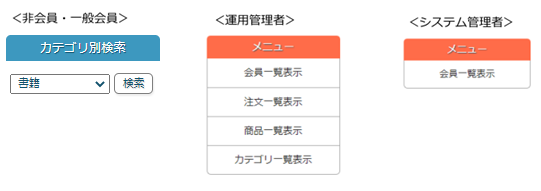 ＜非会員・一般会員＞
カテゴリ別検索
書籍
検索
＜運用管理者＞
メニュー
会員一覧表示
注文一覧表示
商品一覧表示
カテゴリ一覧表示
＜システム管理者＞
メニュー
会員一覧表示